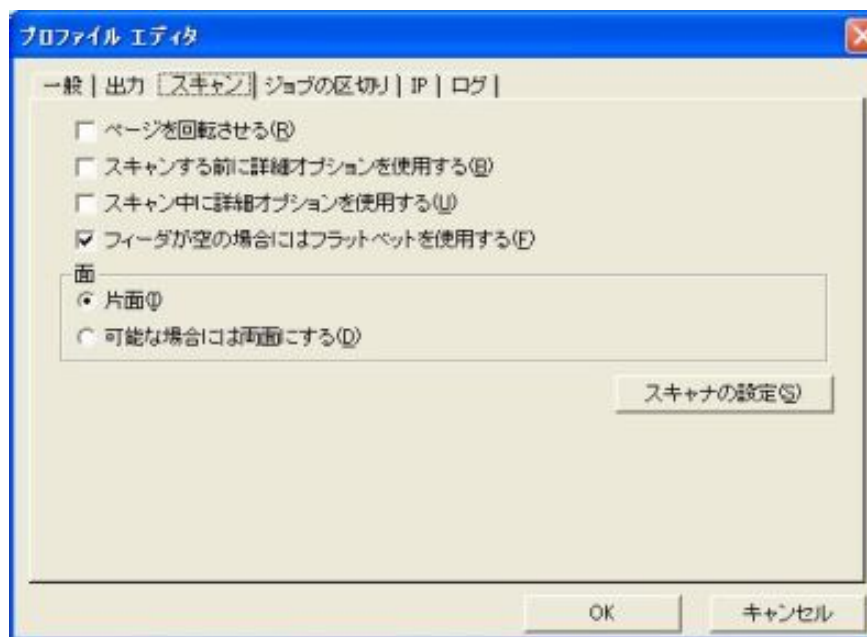 プロファイル エディタ
一般 | 出力 | スキャン | ジョブの区切り | IP | ログ |
ページを回転させる(R)
スキャンする前に詳細オプションを使用する(B)
スキャン中に詳細オプションを使用する(U)
フィーダが空の場合にはフラットベットを使用する(F)
面
片面(I)
可能な場合には両面にする(D)
スキャナの設定(S)
OK キャンセル